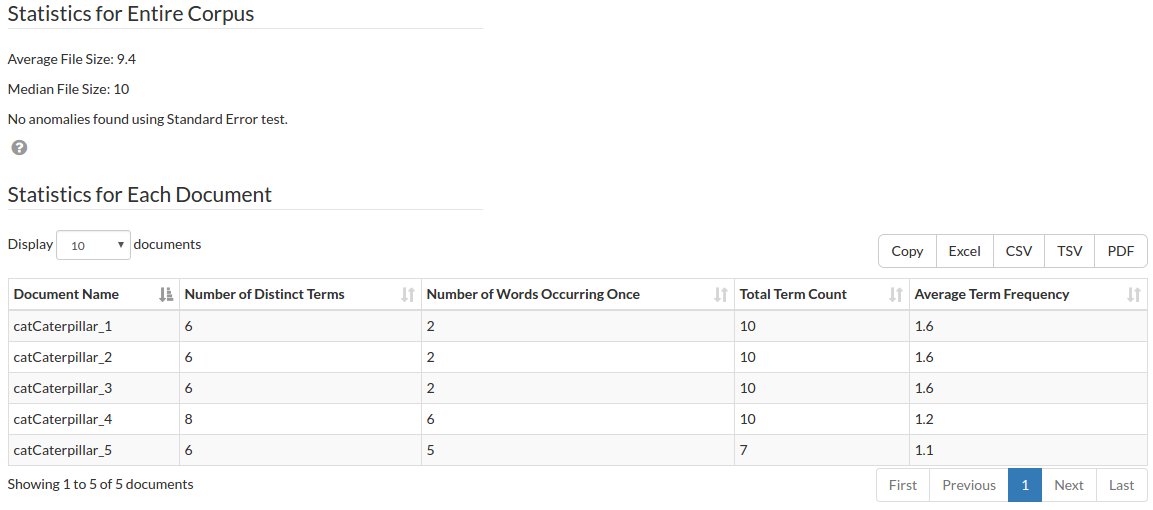 Statistics for Entire Corpus
Average File Size: 9.4
Median File Size: 10
No anomalies found using Standard Error test.
?
Statistics for Each Document
Display 10 documents
Copy Excel CSV TSV PDF
Document Name Number of Distinct Terms Number of Words Occurring Once Total Term Count Average Term Frequency
catCaterpillar_1 6 2 10 1.6
catCaterpillar_2 6 2 10 1.6
catCaterpillar_3 6 2 10 1.6
catCaterpillar_4 8 6 10 1.2
catCaterpillar_5 6 5 7 1.1
Showing 1 to 5 of 5 documents
First Previous 1 Next Last